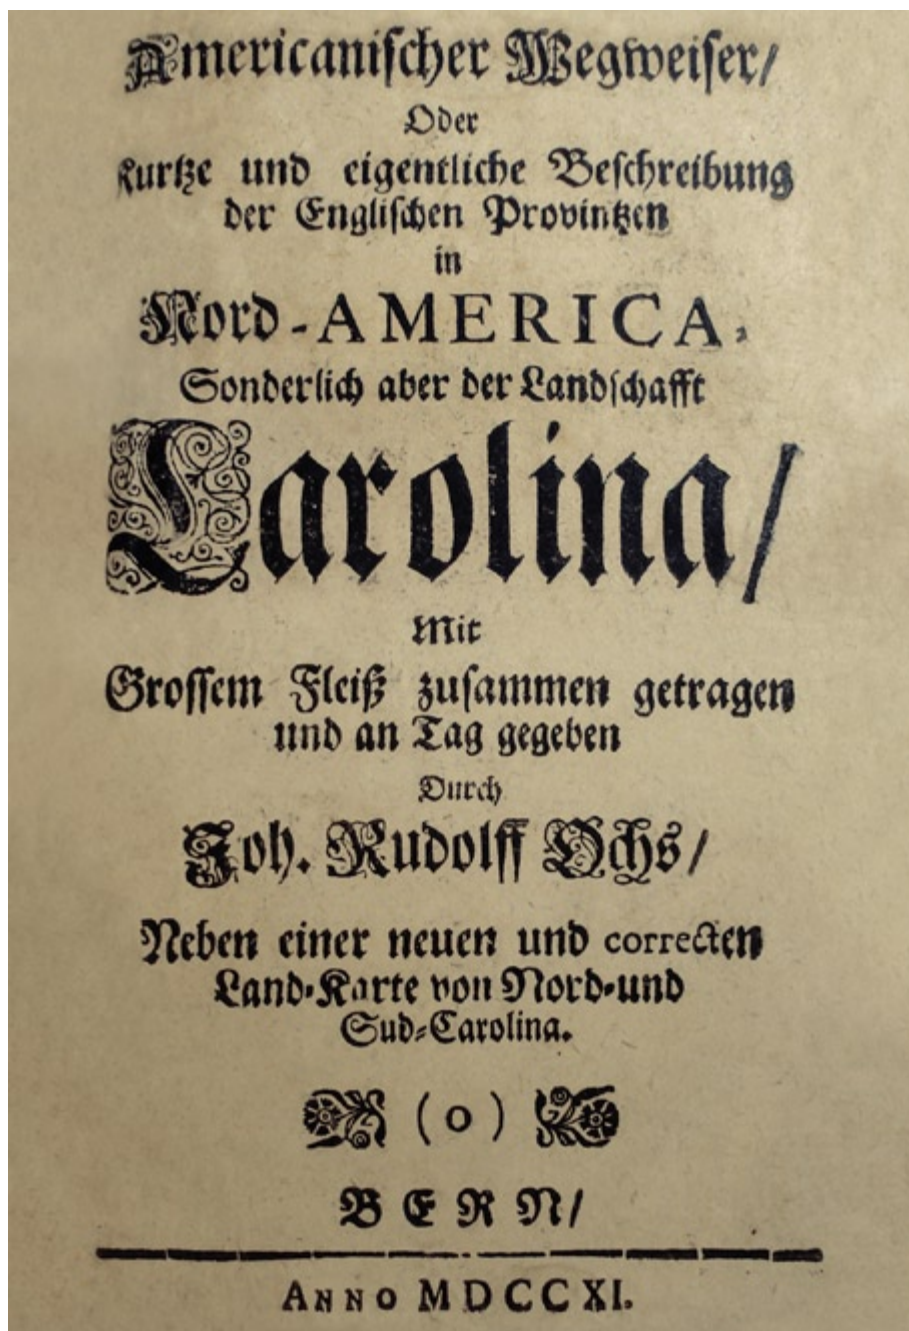 Americanischer Wegweiser/
Oder
Kurtze und eigentliche Beschreibung
der Englischen Provintzen
in
Nord-AMERICA,
Sonderlich aber der Landschafft
Carolina/
Mit
Grossem Fleiß zusammen getragen
und an Tag gegeben
Durch
Joh. Rudolff Ochs/
Neben einer neuen und correcten
Land-Karte von Nord-und
Sud-Carolina.
(0)
BERN/
ANNO MDCCXI.